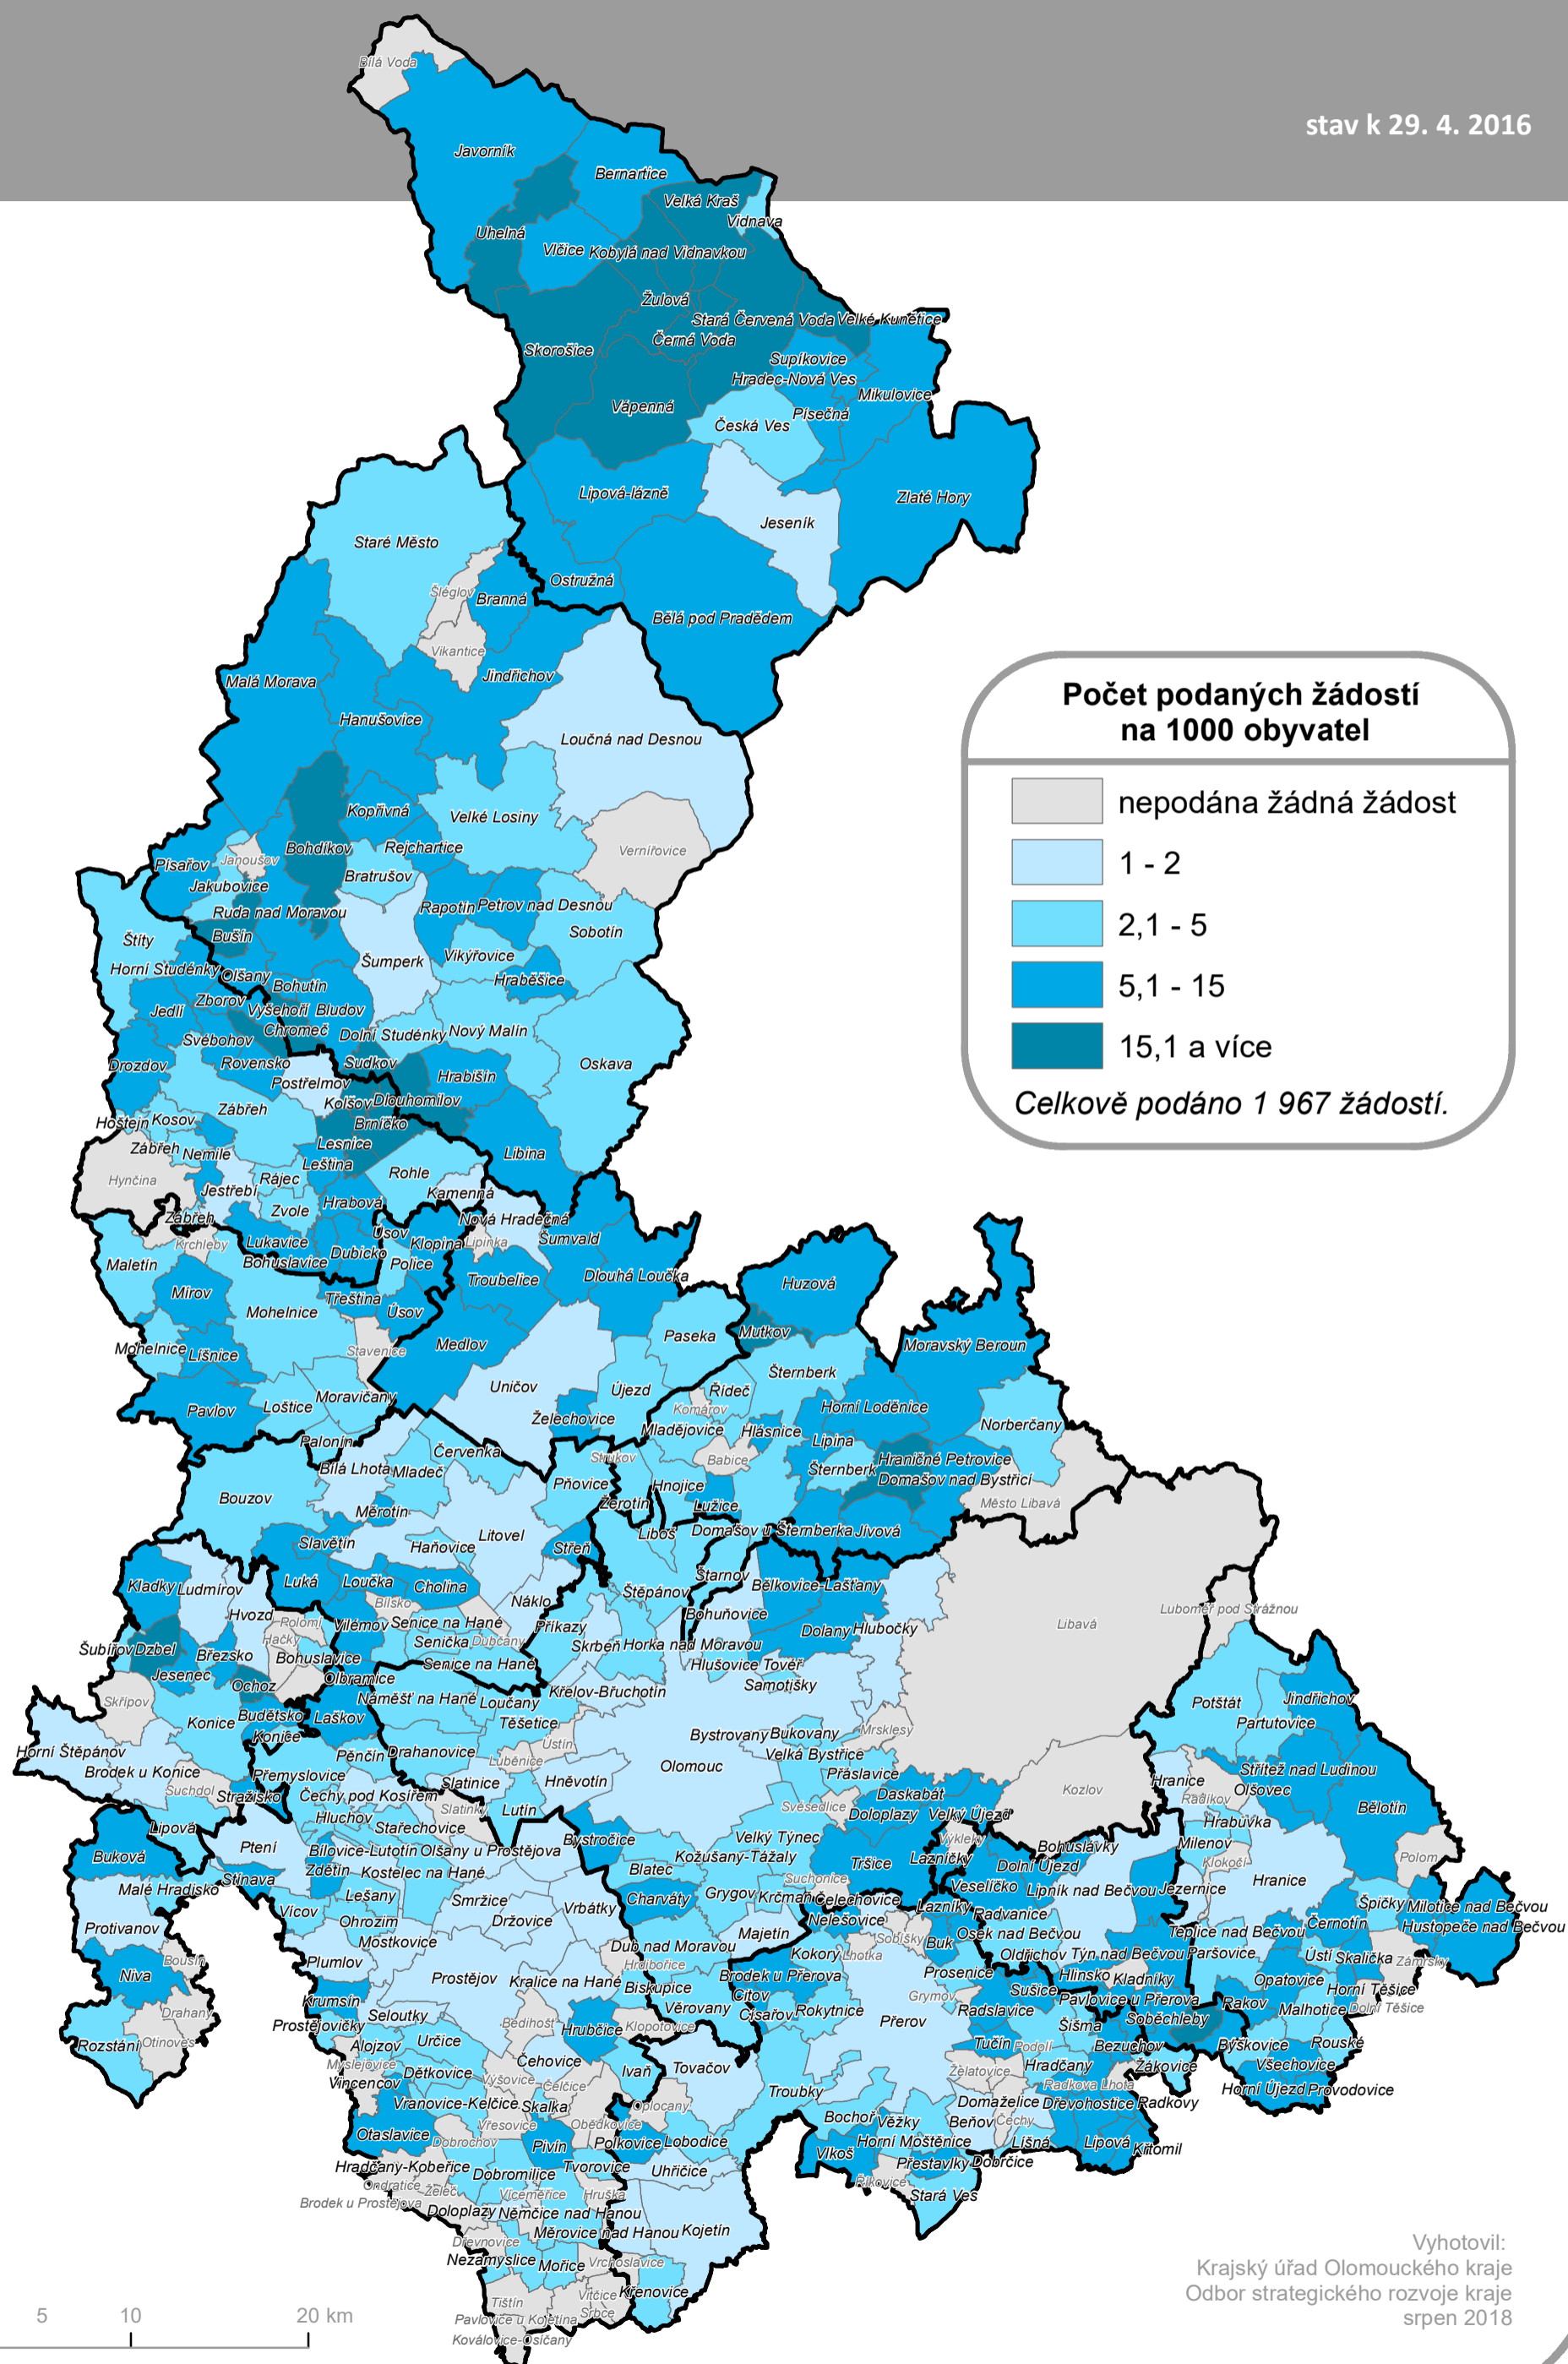 Bílá Voda
stav k 29. 4. 2016
Javorník
Bernartice
Velká Kraš
Vidnava
Uhelná
Vlčice
Kobylá nad Vidnavkou
Žulová
Stará Červená Voda
Velké Kunětice
Černá Voda
Skorošice
Supíkovice
Hradec-Nová Ves
Mikulovice
Vápenná
Písečná
Česká Ves
Lipová-lázně
Zlaté Hory
Jeseník
Staré Město
Ostružná
Šléglov
Branná
Bělá pod Pradědem
Vikantice
Jindřichov
Malá Morava
Hanušovice
Loučná nad Desnou
Počet podaných žádostí
na 1000 obyvatel
nepodána žádná žádost
1 - 2
2,1 - 5
5,1 - 15
15,1 a více
Celkově podáno 1 967 žádostí.
Kopřivná
Velké Losiny
Bohdíkov
Rejchartice
Vernířovice
Písařov
Janoušov
Bratrušov
Jakubovice
Ruda nad Moravou
Rapotín
Petrov nad Desnou
Bušín
Sobotín
Štíty
Šumperk
Vikýřovice
Horní Studénky
Olšany
Hraběšice
Bohutín
Zborov
Jedlí
Vyšehoří
Bludov
Chromeč
Dolní Studénky
Nový Malín
Svébohov
Drozdov
Rovensko
Sudkov
Oskava
Postřelmov
Hrabišín
Kolšov
Dlouhomilov
Zábřeh
Hoštejn
Kosov
Brníčko
Lesnice
Zábřeh
Nemile
Leština
Libina
Hynčina
Rájec
Rohle
Jestřebí
Kamenná
Zvole
Hrabová
Zábřeh
Nová Hradečná
Krchleby
Lukavice
Úsov
Klopina
Lipinka
Šumvald
Maletín
Bohuslavice
Dubicko
Police
Troubelice
Dlouhá Loučka
Huzová
Mírov
Třeština
Mohelnice
Úsov
Mohelnice
Lišnice
Stavenice
Medlov
Paseka
Mutkov
Moravský Beroun
Šternberk
Uničov
Újezd
Řídeč
Pavlov
Loštice
Moravičany
Komárov
Horní Loděnice
Želechovice
Mladějovice
Hlásnice
Norberčany
Palonín
Červenka
Lipina
Strukov
Babice
Hraničné Petrovice
Bílá Lhota
Mladeč
Šternberk
Domašov nad Bystřicí
Pňovice
Hnojice
Bouzov
Žerotín
Lužice
Město Libavá
Měrotín
Litovel
Liboš
Domašov u Šternberka
Jívová
Slavětín
Haňovice
Střeň
Štarnov
Kladky
Ludmírov
Luká
Loučka
Cholina
Štěpánov
Bělkovice-Lašťany
Bílsko
Náklo
Hvozd
Polomí
Vilémov
Senice na Hané
Příkazy
Bohuňovice
Dolany
Hlubočky
Libavá
Luboměř pod Strážnou
Hačky
Senička
Dubčany
Skrbeň
Horka nad Moravou
Šubířov
Dzbel
Březsko
Bohuslavice
Senice na Hané
Hlušovice
Tovéř
Jesenec
Olbramice
Samotišky
Ochoz
Křelov-Břuchotín
Skřípov
Náměšť na Hané
Loučany
Potštát
Jindřichov
Budětsko
Laškov
Konice
Těšetice
Bystrovany
Bukovany
Mrsklesy
Partutovice
Konice
Ústín
Horní Štěpánov
Pěnčín
Drahanovice
Luběnice
Velká Bystřice
Brodek u Konice
Přemyslovice
Olomouc
Přáslavice
Střítež nad Ludinou
Suchdol
Slatinice
Hněvotín
Hranice
Kozlov
Olšovec
Stražisko
Čechy pod Kosířem
Daskabát
Radíkov
Slatinky
Lutín
Svésedlice
Doloplazy
Velký Újezd
Bělotín
Hluchov
Stařechovice
Hrabůvka
Lipová
Bystročice
Velký Týnec
Výkleky
Milenov
Buková
Ptení
Bílovice-Lutotín
Olšany u Prostějova
Kožušany-Tážaly
Bohuslávky
Lazníčky
Klokočí
Polom
Zdětín
Kostelec na Hané
Blatec
Tršice
Dolní Újezd
Stínava
Suchonice
Hranice
Malé Hradisko
Lešany
Smržice
Charváty
Grygov
Krčmaň
Čelechovice
Veselíčko
Lipník nad Bečvou
Jezernice
Špičky
Milotice nad Bečvou
Vícov
Vrbátky
Lazníky
Radvanice
Protivanov
Ohrozim
Držovice
Majetín
Nelešovice
Černotín
Hustopeče nad Bečvou
Mostkovice
Sobíšky
Buk
Osek nad Bečvou
Teplice nad Bečvou
Dub nad Moravou
Kokory
Lhotka
Oldřichov
Týn nad Bečvou
Paršovice
Ústí
Skalička
Zámrsky
Bousín
Plumlov
Hrdibořice
Niva
Prostějov
Kralice na Hané
Biskupice
Brodek u Přerova
Prosenice
Hlinsko
Kladníky
Opatovice
Horní Těšice
Krumsín
Věrovany
Citov
Grymov
Sušice
Pavlovice u Přerova
Rakov
Dolní Těšice
Drahany
Seloutky
Císařov
Rokytnice
Radslavice
Malhotice
Prostějovičky
Bedihošť
Hrubčice
Klopotovice
Přerov
Šišma
Soběchleby
Rozstání
Otinoves
Alojzov
Určice
Tučín
Podolí
Bezuchov
Býškovice
Rouské
Myslejovice
Čehovice
Tovačov
Želatovice
Hradčany
Žákovice
Všechovice
Dětkovice
Výšovice
Ivaň
Vincencov
Čelčice
Troubky
Radkova Lhota
Horní Újezd
Provodovice
Vranovice-Kelčice
Skalka
Oplocany
Domaželice
Dřevohostice
Radkovy
Vřesovice
Obědkovice
Bochoř
Věžky
Beňov
Čechy
Otaslavice
Dobrochov
Pivín
Polkovice
Lobodice
Horní Moštěnice
Líšná
Lipová
Křtomil
Vlkoš
Hradčany-Kobeřice
Dobromilice
Tvorovice
Uhřičice
Přestavlky
Dobrčice
Ondratice
Želeč
Říkovice
Brodek u Prostějova
Víceměřice
Hruška
Stará Ves
Doloplazy
Němčice nad Hanou
Měrovice nad Hanou
Kojetín
Dřevnovice
Nezamyslice
Mořice
Vrchoslavice
Vyhotovil:
Krajský úřad Olomouckého kraje
Odbor strategického rozvoje kraje
srpen 2018
Křenovice
Vitčice
Tištín
Srbce
Pavlovice u Kojetína
Koválovice-Osíčany
5 10 20 km